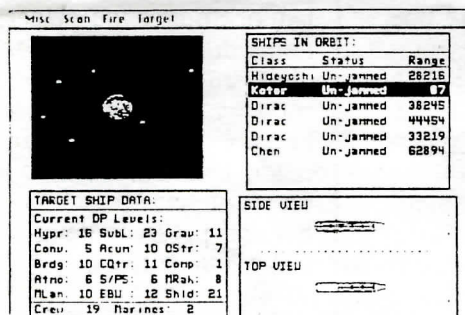 Misc Scan Fire Target
SHIPS IN ORBIT:
Class Status Range
Hideyoshi Un-jammed 28216
Kotor Un-jammed 87
Dirac Un-jammed 38245
Dirac Un-jammed 44454
Dirac Un-jammed 33219
Chen Un-jammed 62894
TARGET SHIP DATA:
Current DP Levels:
Hypr: 16 SubL: 23 Grav: 11
Conv. 5 Acum: 10 OStr: 7
Brdg: 10 CQtr: 11 Comp: 1
Atmo: 6 S/PS: 6 MRak: 8
MLan. 10 EBW : 12 Shld: 21
Crew 19 Marines: 2
SIDE VIEW
TOP VIEW